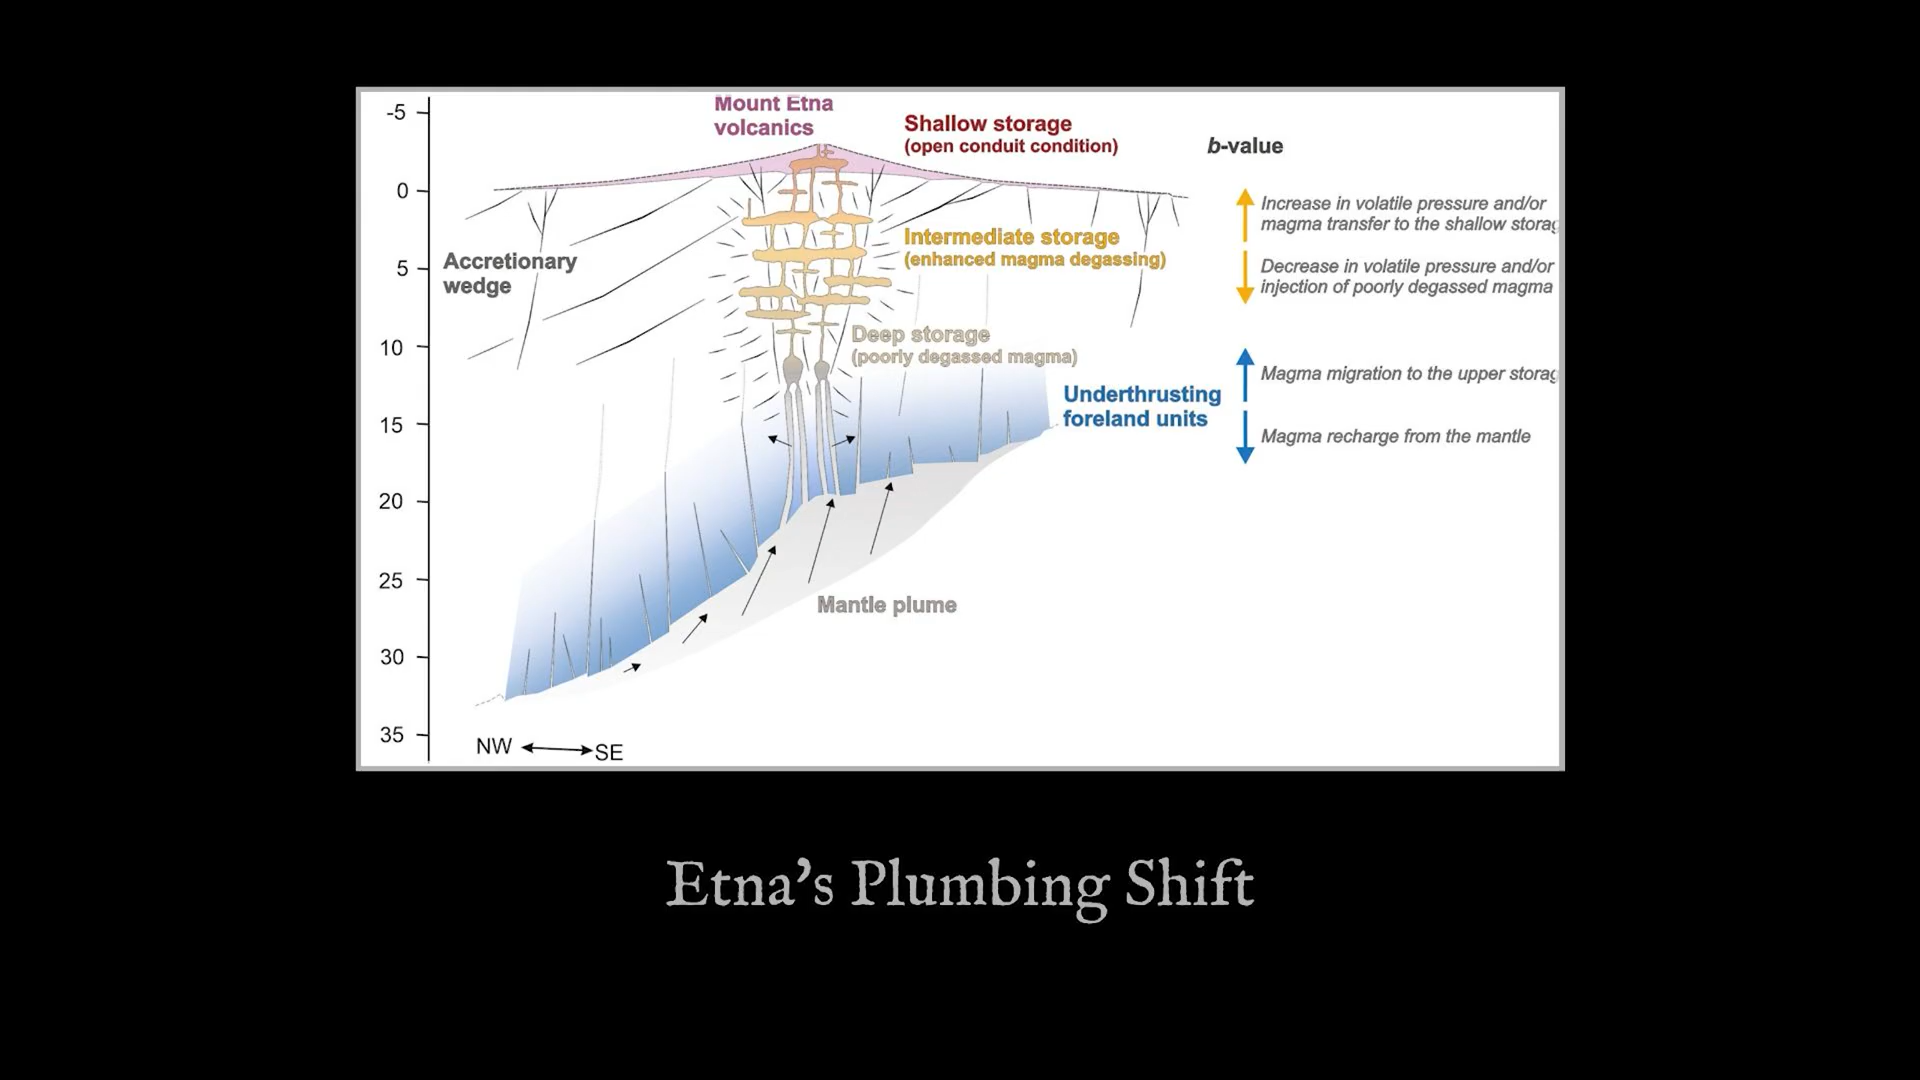 Mount Etna
volcanics
Shallow storage
(open conduit condition)
b-value
-5
0
5
10
15
20
25
30
35
Increase in volatile pressure and/or
magma transfer to the shallow storag
Decrease in volatile pressure and/or
injection of poorly degassed magma
Intermediate storage
(enhanced magma degassing)
Accretionary
wedge
Deep storage
(poorly degassed magma)
Magma migration to the upper storag
Underthrusting
foreland units
Magma recharge from the mantle
Mantle plume
NW
SE
Etna's Plumbing Shift